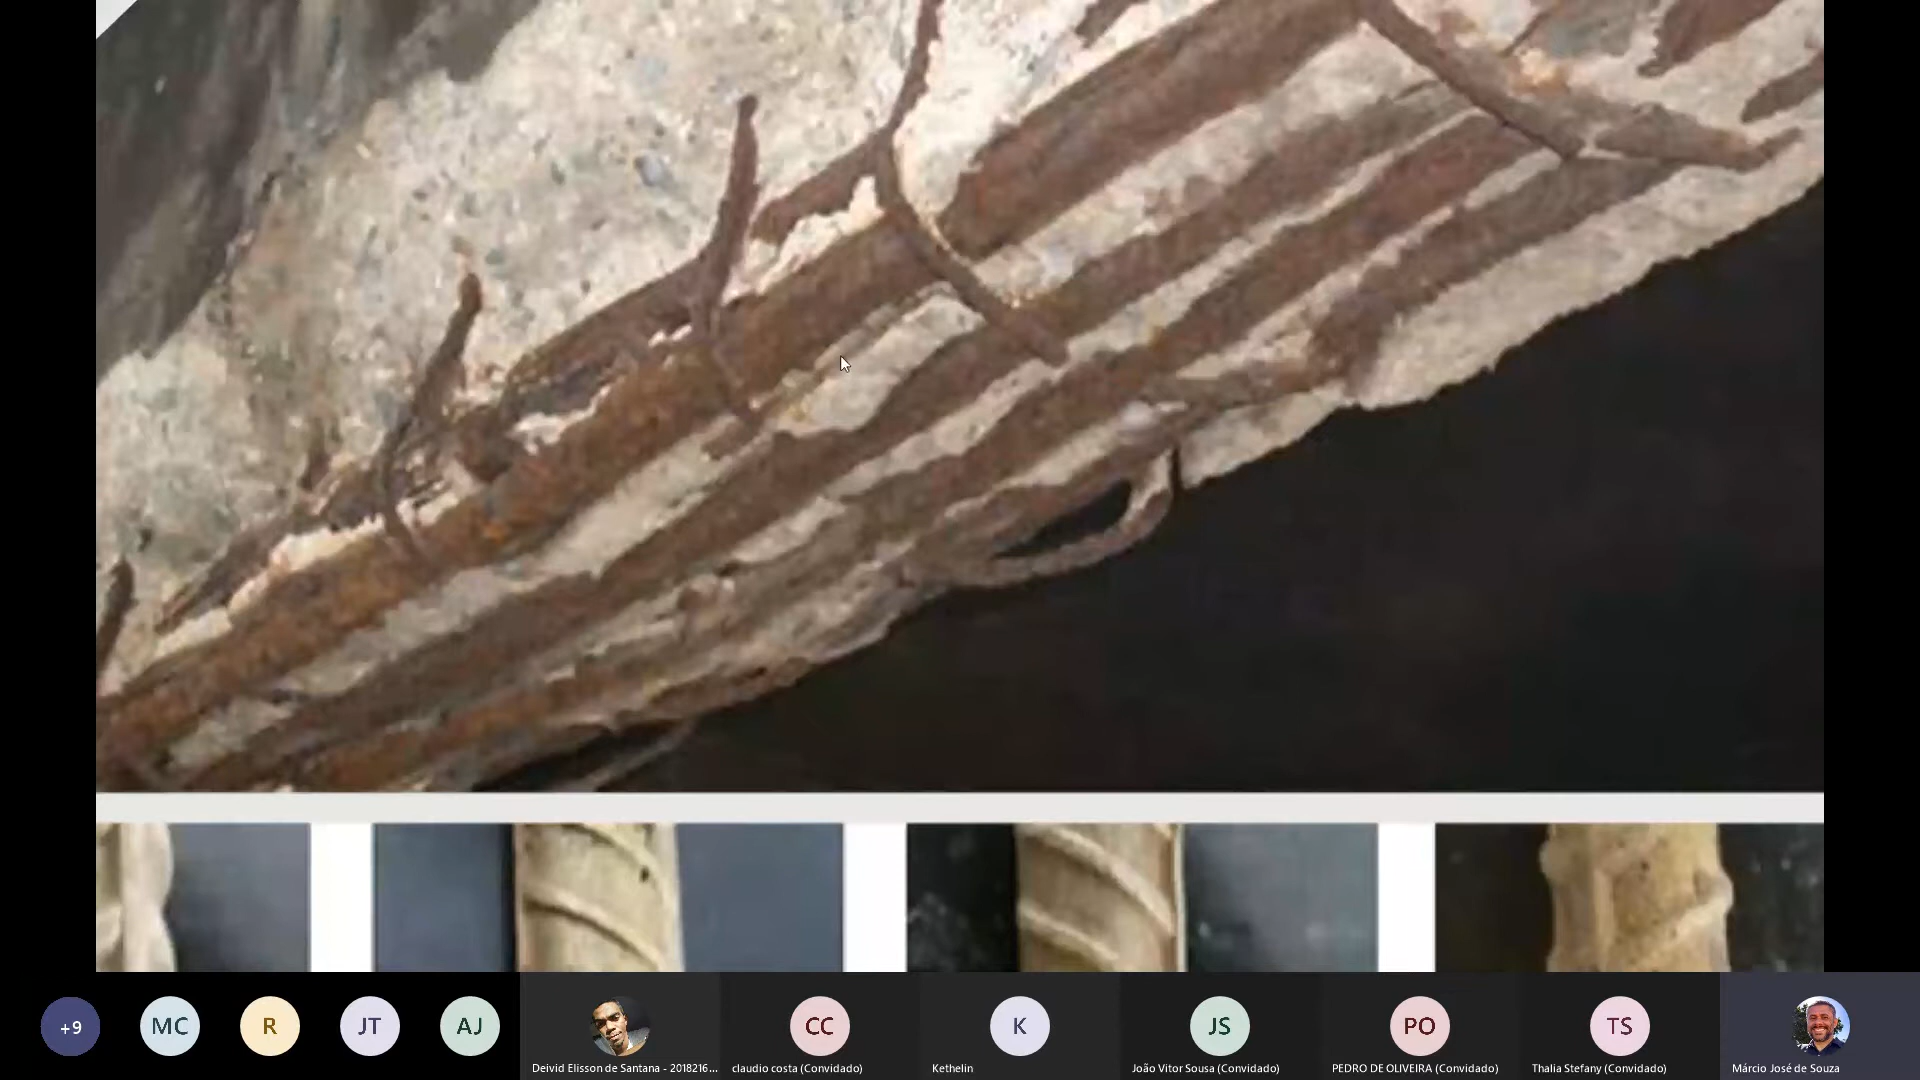 +9
MC
R
JT
AJ
CC
K
JS
PO
TS
Deivid Elisson de Santana - 2018216...
claudio costa (Convidado)
Kethelin
João Vitor Sousa (Convidado)
PEDRO DE OLIVEIRA (Convidado)
Thalia Stefany (Convidado)
Márcio José de Souza